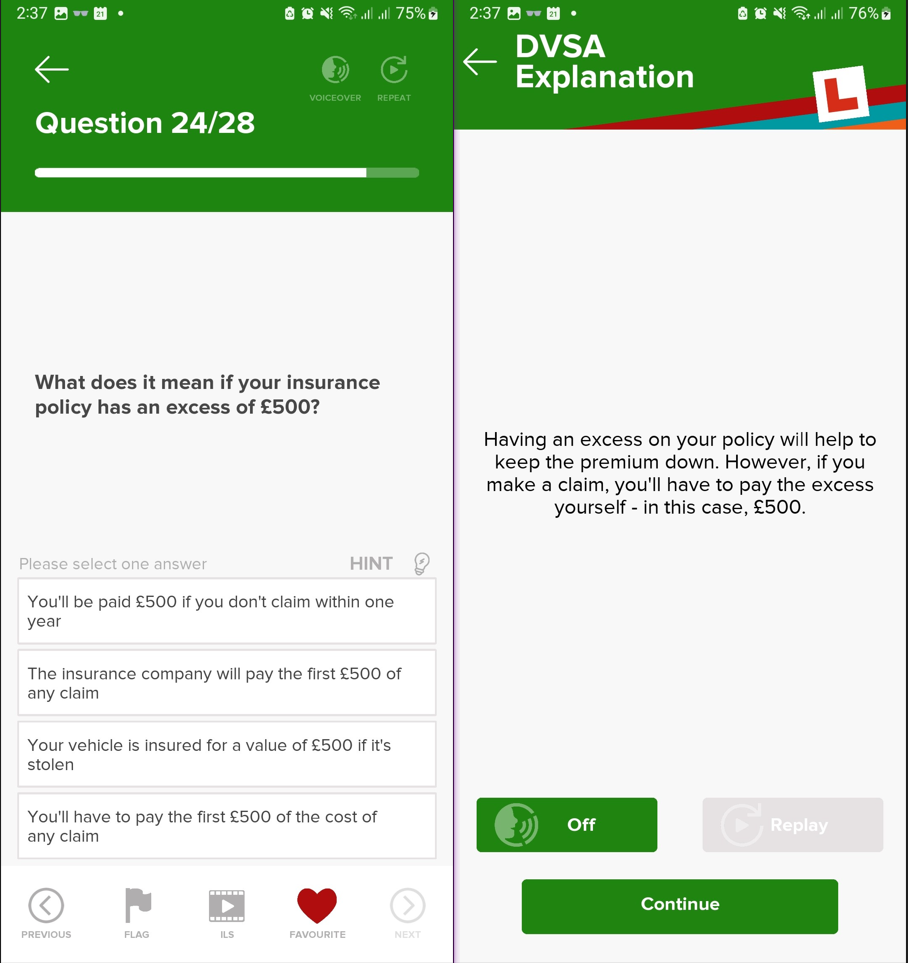 2:37
21
75%
VOICEOVER
REPEAT
Question 24/28
What does it mean if your insurance
policy has an excess of £500?
Please select one answer
HINT
You'll be paid £500 if you don't claim within one
year
The insurance company will pay the first £500 of
any claim
Your vehicle is insured for a value of £500 if it's
stolen
You'll have to pay the first £500 of the cost of
any claim
PREVIOUS
FLAG
ILS
FAVOURITE
NEXT
2:37
21
76%
DVSA
Explanation
L
Having an excess on your policy will help to
keep the premium down. However, if you
make a claim, you'll have to pay the excess
yourself - in this case, £500.
Off
Replay
Continue